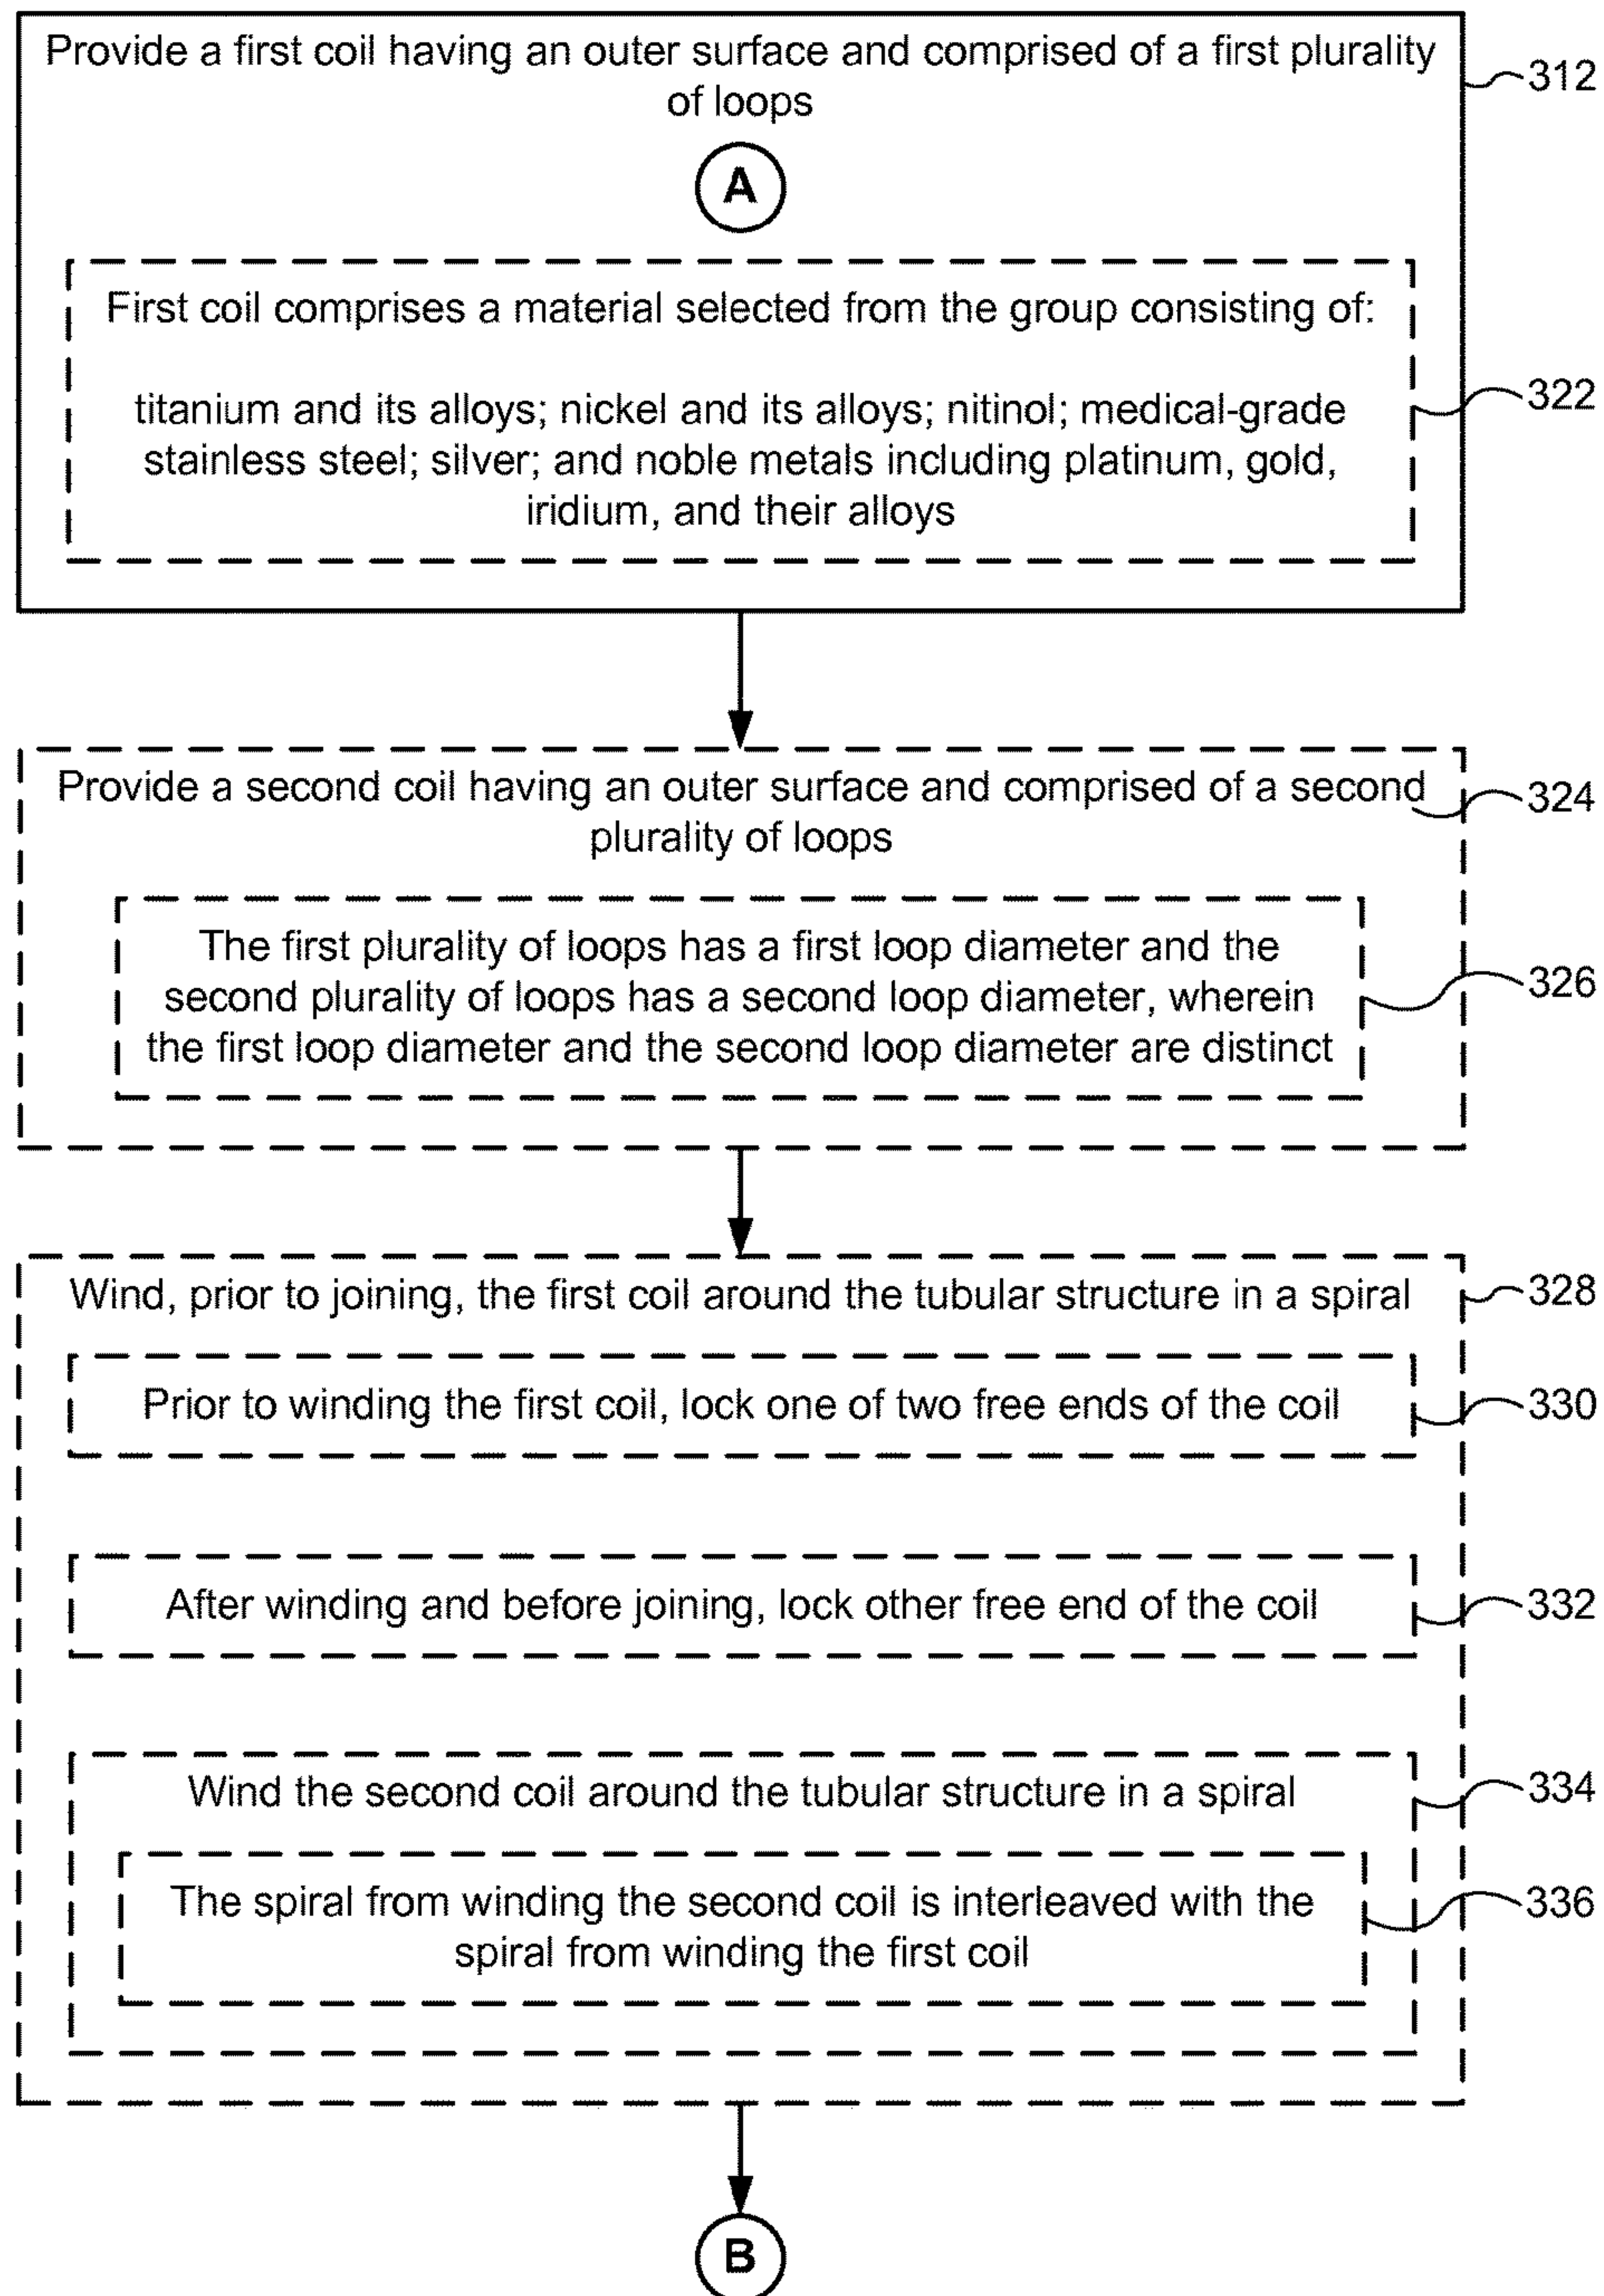 Provide a first coil having an outer surface and comprised of a first plurality
of loops
312
A
First coil comprises a material selected from the group consisting of:
titanium and its alloys; nickel and its alloys; nitinol; medical-grade
stainless steel; silver; and noble metals including platinum, gold,
iridium, and their alloys
322
Provide a second coil having an outer surface and comprised of a second
plurality of loops
324
The first plurality of loops has a first loop diameter and the
second plurality of loops has a second loop diameter, wherein
the first loop diameter and the second loop diameter are distinct
326
Wind, prior to joining, the first coil around the tubular structure in a spiral
328
Prior to winding the first coil, lock one of two free ends of the coil
330
After winding and before joining, lock other free end of the coil
332
Wind the second coil around the tubular structure in a spiral
334
The spiral from winding the second coil is interleaved with the
spiral from winding the first coil
336
B